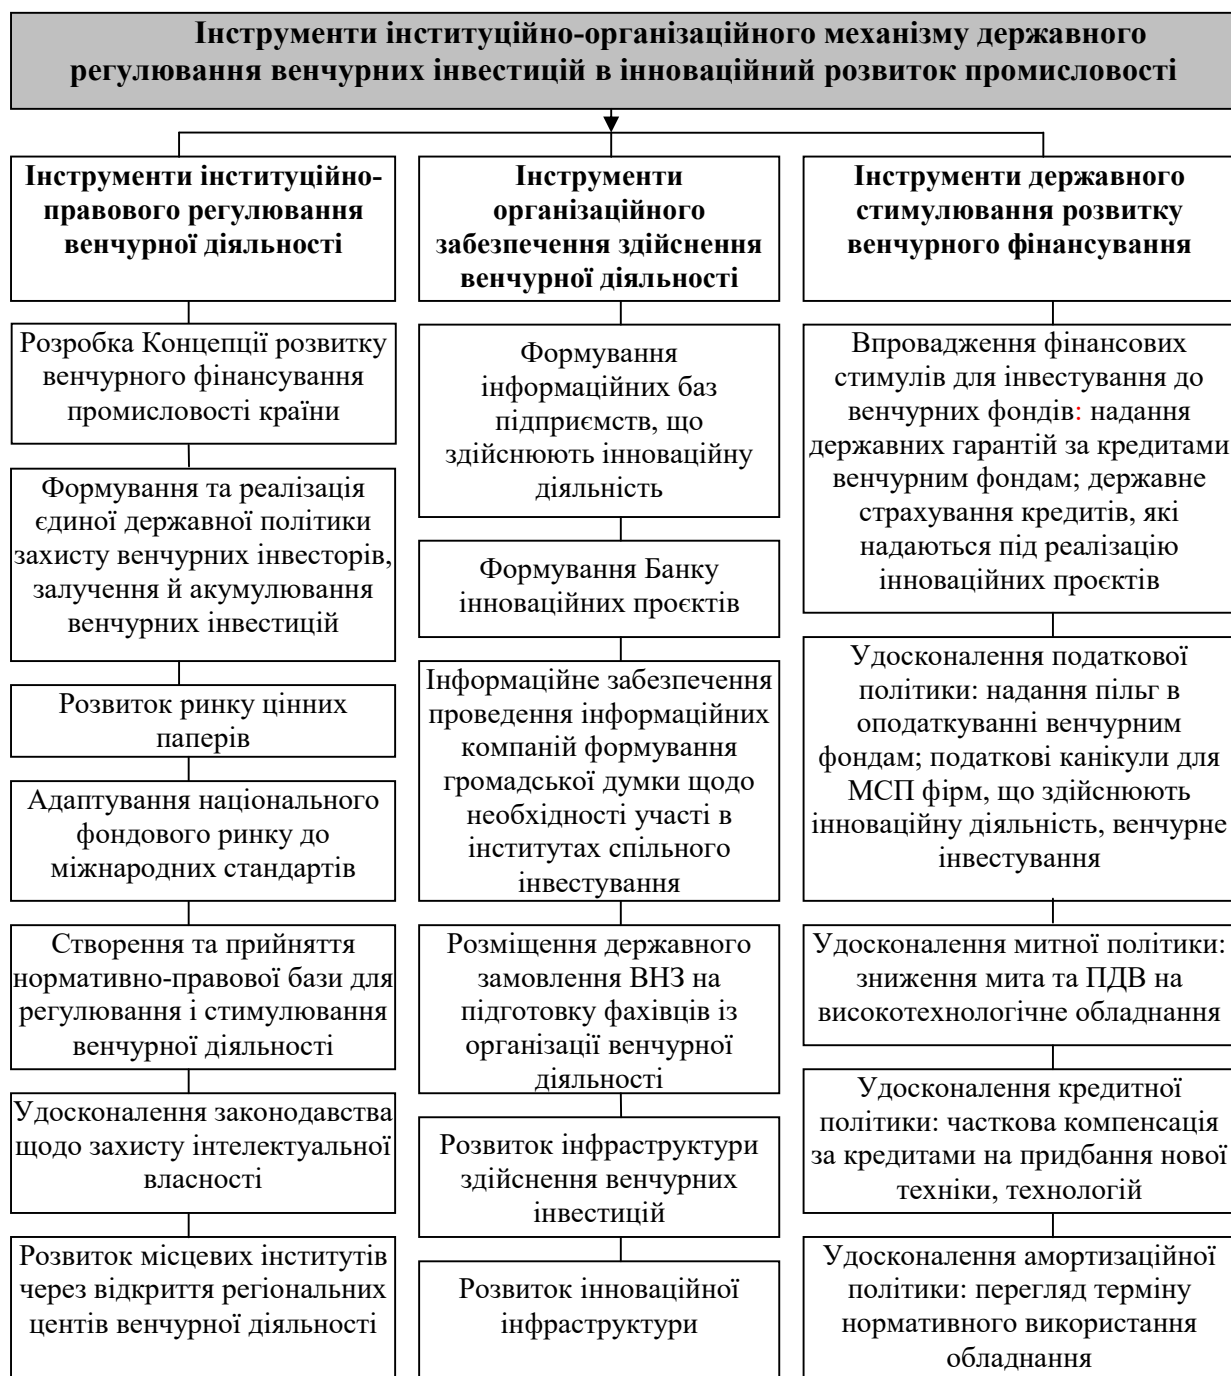 Інструменти інституційно-організаційного механізму державного
регулювання венчурних інвестицій в інноваційний розвиток промисловості
Інструменти інституційно-
правового регулювання
венчурної діяльності
Розробка Концепції розвитку
венчурного фінансування
промисловості країни
Формування та реалізація
єдиної державної політики
захисту венчурних інвесторів,
залучення й акумулювання
венчурних інвестицій
Розвиток ринку цінних
паперів
Адаптування національного
фондового ринку до
міжнародних стандартів
Створення та прийняття
нормативно-правової бази для
регулювання і стимулювання
венчурної діяльності
Удосконалення законодавства
щодо захисту інтелектуальної
власності
Розвиток місцевих інститутів
через відкриття регіональних
центів венчурної діяльності
Інструменти
організаційного
забезпечення здійснення
венчурної діяльності
Формування
інформаційних баз
підприємств, що
здійснюють інноваційну
діяльність
Формування Банку
інноваційних проєктів
Інформаційне забезпечення
проведення інформаційних
компаній формування
громадської думки щодо
необхідності участі в
інститутах спільного
інвестування
Розміщення державного
замовлення ВНЗ на
підготовку фахівців із
організації венчурної
діяльності
Розвиток інфраструктури
здійснення венчурних
інвестицій
Розвиток інноваційної
інфраструктури
Інструменти державного
стимулювання розвитку
венчурного фінансування
Впровадження фінансових
стимулів для інвестування до
венчурних фондів: надання
державних гарантій за кредитами
венчурним фондам; державне
страхування кредитів, які
надаються під реалізацію
інноваційних проєктів
Удосконалення податкової
політики: надання пільг в
оподаткуванні венчурним
фондам; податкові канікули для
МСП фірм, що здійснюють
інноваційну діяльність, венчурне
інвестування
Удосконалення митної політики:
зниження мита та ПДВ на
високотехнологічне обладнання
Удосконалення кредитної
політики: часткова компенсація
за кредитами на придбання нової
техніки, технологій
Удосконалення амортизаційної
політики: перегляд терміну
нормативного використання
обладнання